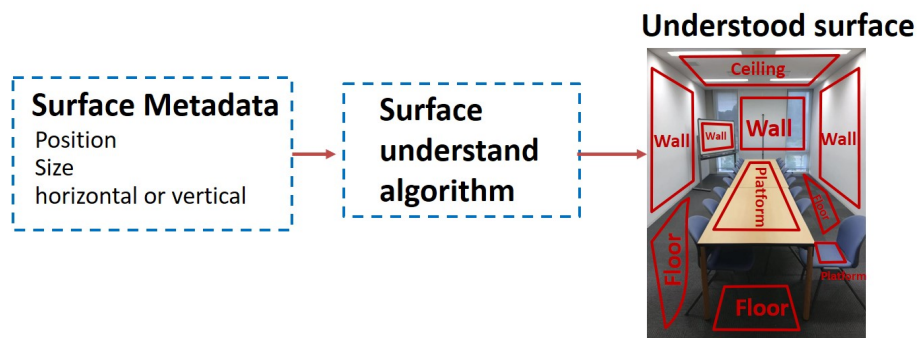 Understood surface
Surface Metadata
Position
Size
horizontal or vertical
Surface
understand
algorithm
Ceiling
Wall
Wall
Wall
Wall
Platform
Floor
Floor
Platform
Floor